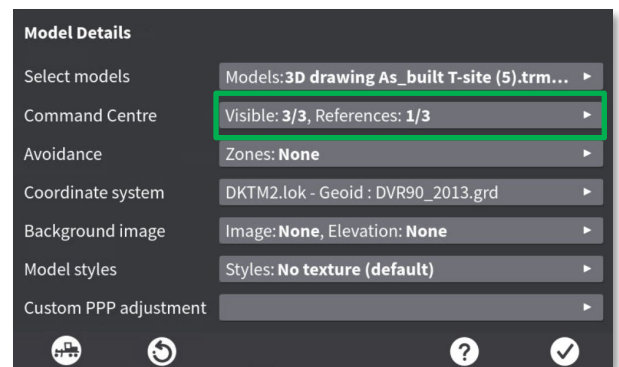 Model Details
Select models Models:3D drawing As_built T-site (5).trm... ▸
Command Centre Visible: 3/3, References: 1/3 ▸
Avoidance Zones: None ▸
Coordinate system DKTM2.lok - Geoid : DVR90_2013.grd ▸
Background image Image: None, Elevation: None ▸
Model styles Styles: No texture (default) ▸
Custom PPP adjustment ▸
?